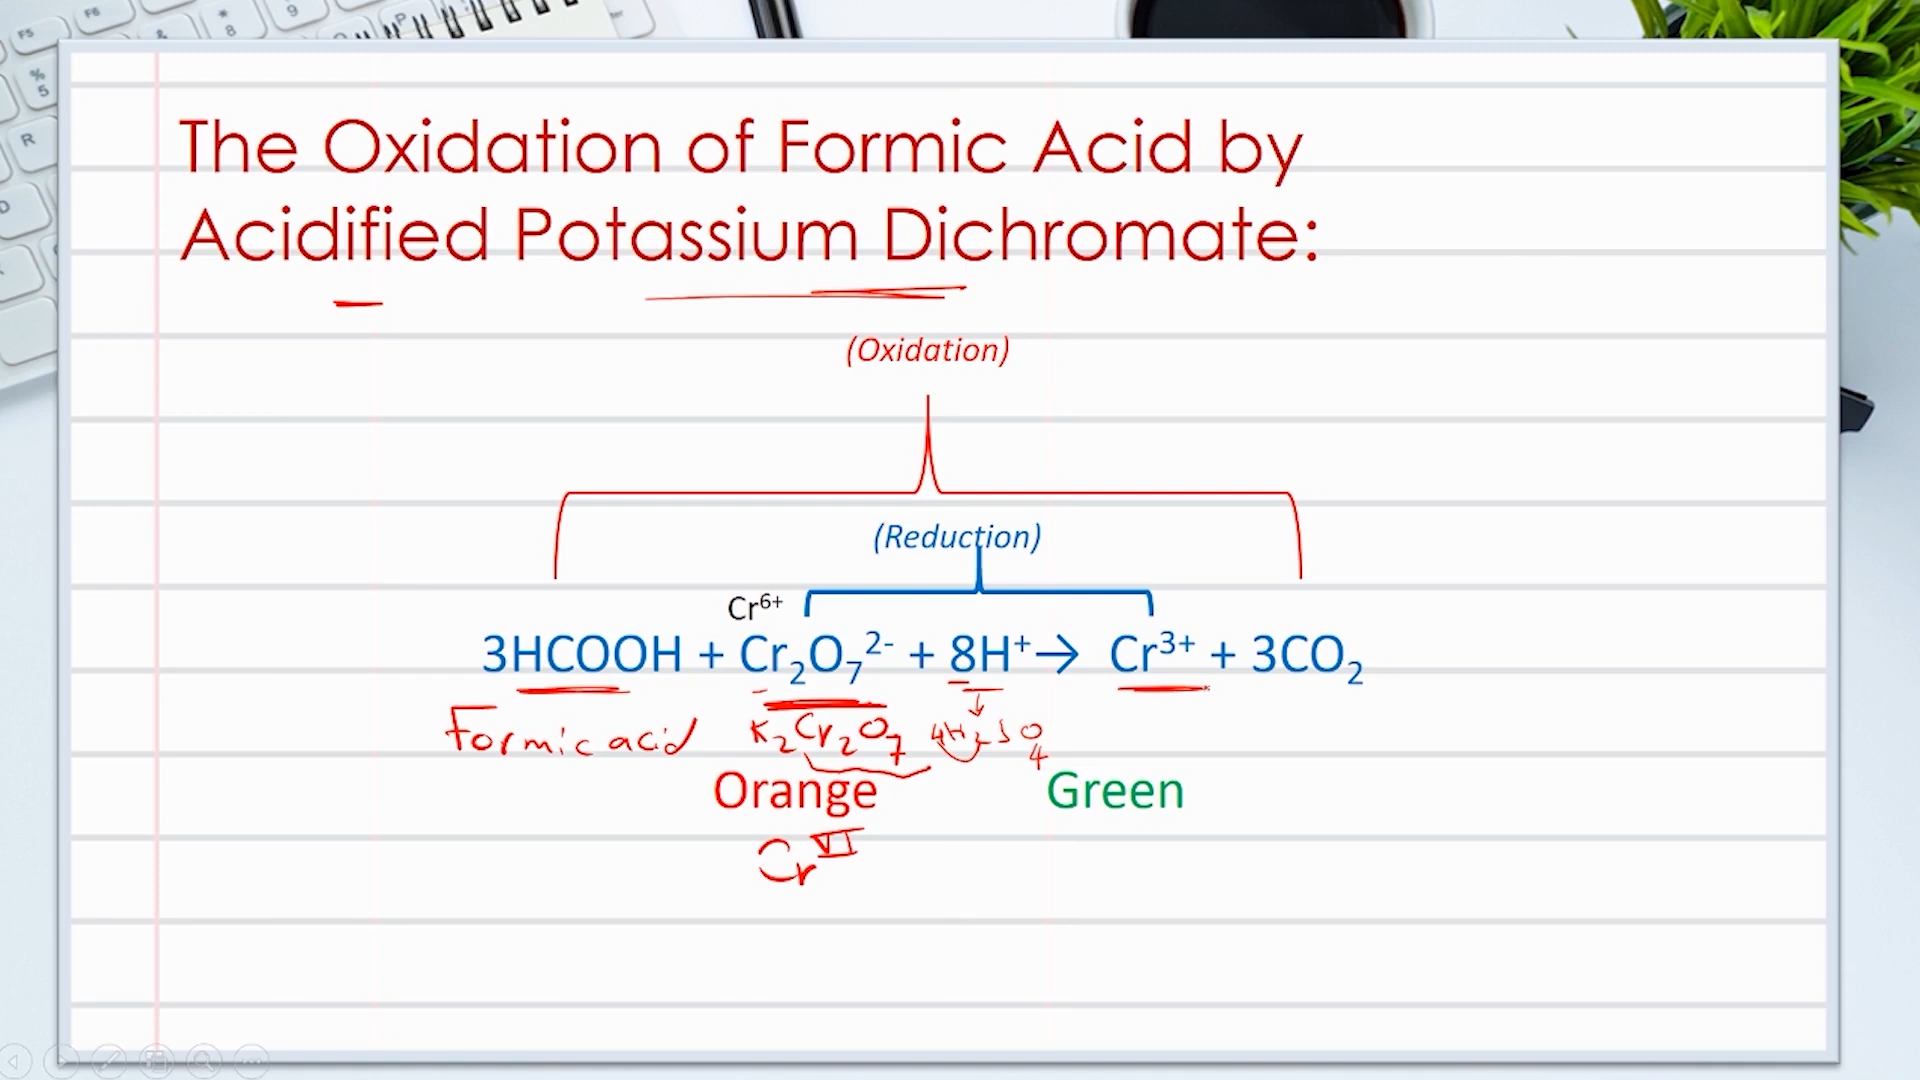 The Oxidation of Formic Acid by
Acidified Potassium Dichromate:
(Oxidation)
(Reduction)
Cr⁶⁺
3HCOOH + Cr₂O₇²⁻ + 8H⁺→ Cr³⁺ + 3CO₂
Formic acid K₂Cr₂O₇ 4H₂SO₄
Orange Green
Cr^VI